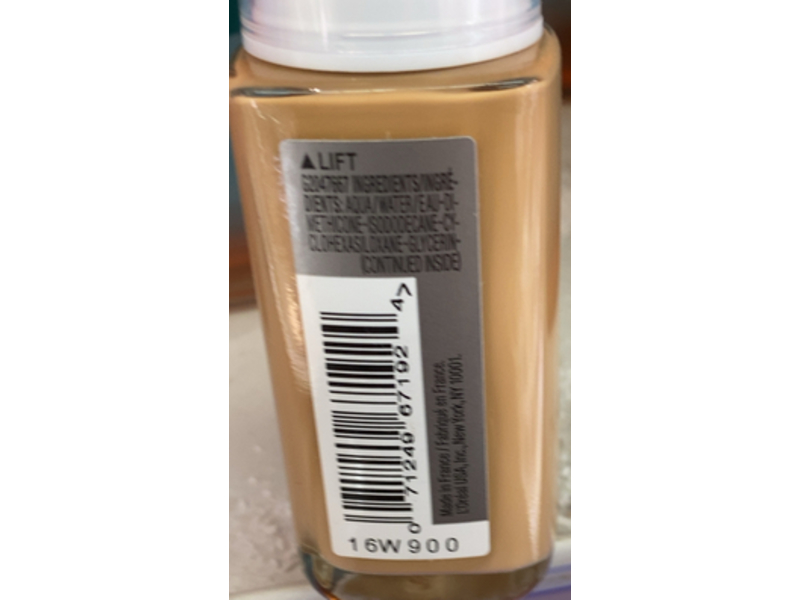 ▲LIFT
G2047667 INGREDIENTS/INGRÉ-
DIENTS: AQUA/WATER/EAU-DI-
METHICONE-ISODODECANE-CY-
CLOHEXASILOXANE-GLYCERIN-
(CONTINUED INSIDE)
0 71249 67192 4>
Made in France / Fabriqué en France.
L'Oréal USA, Inc., New York, NY 10001.
16W900